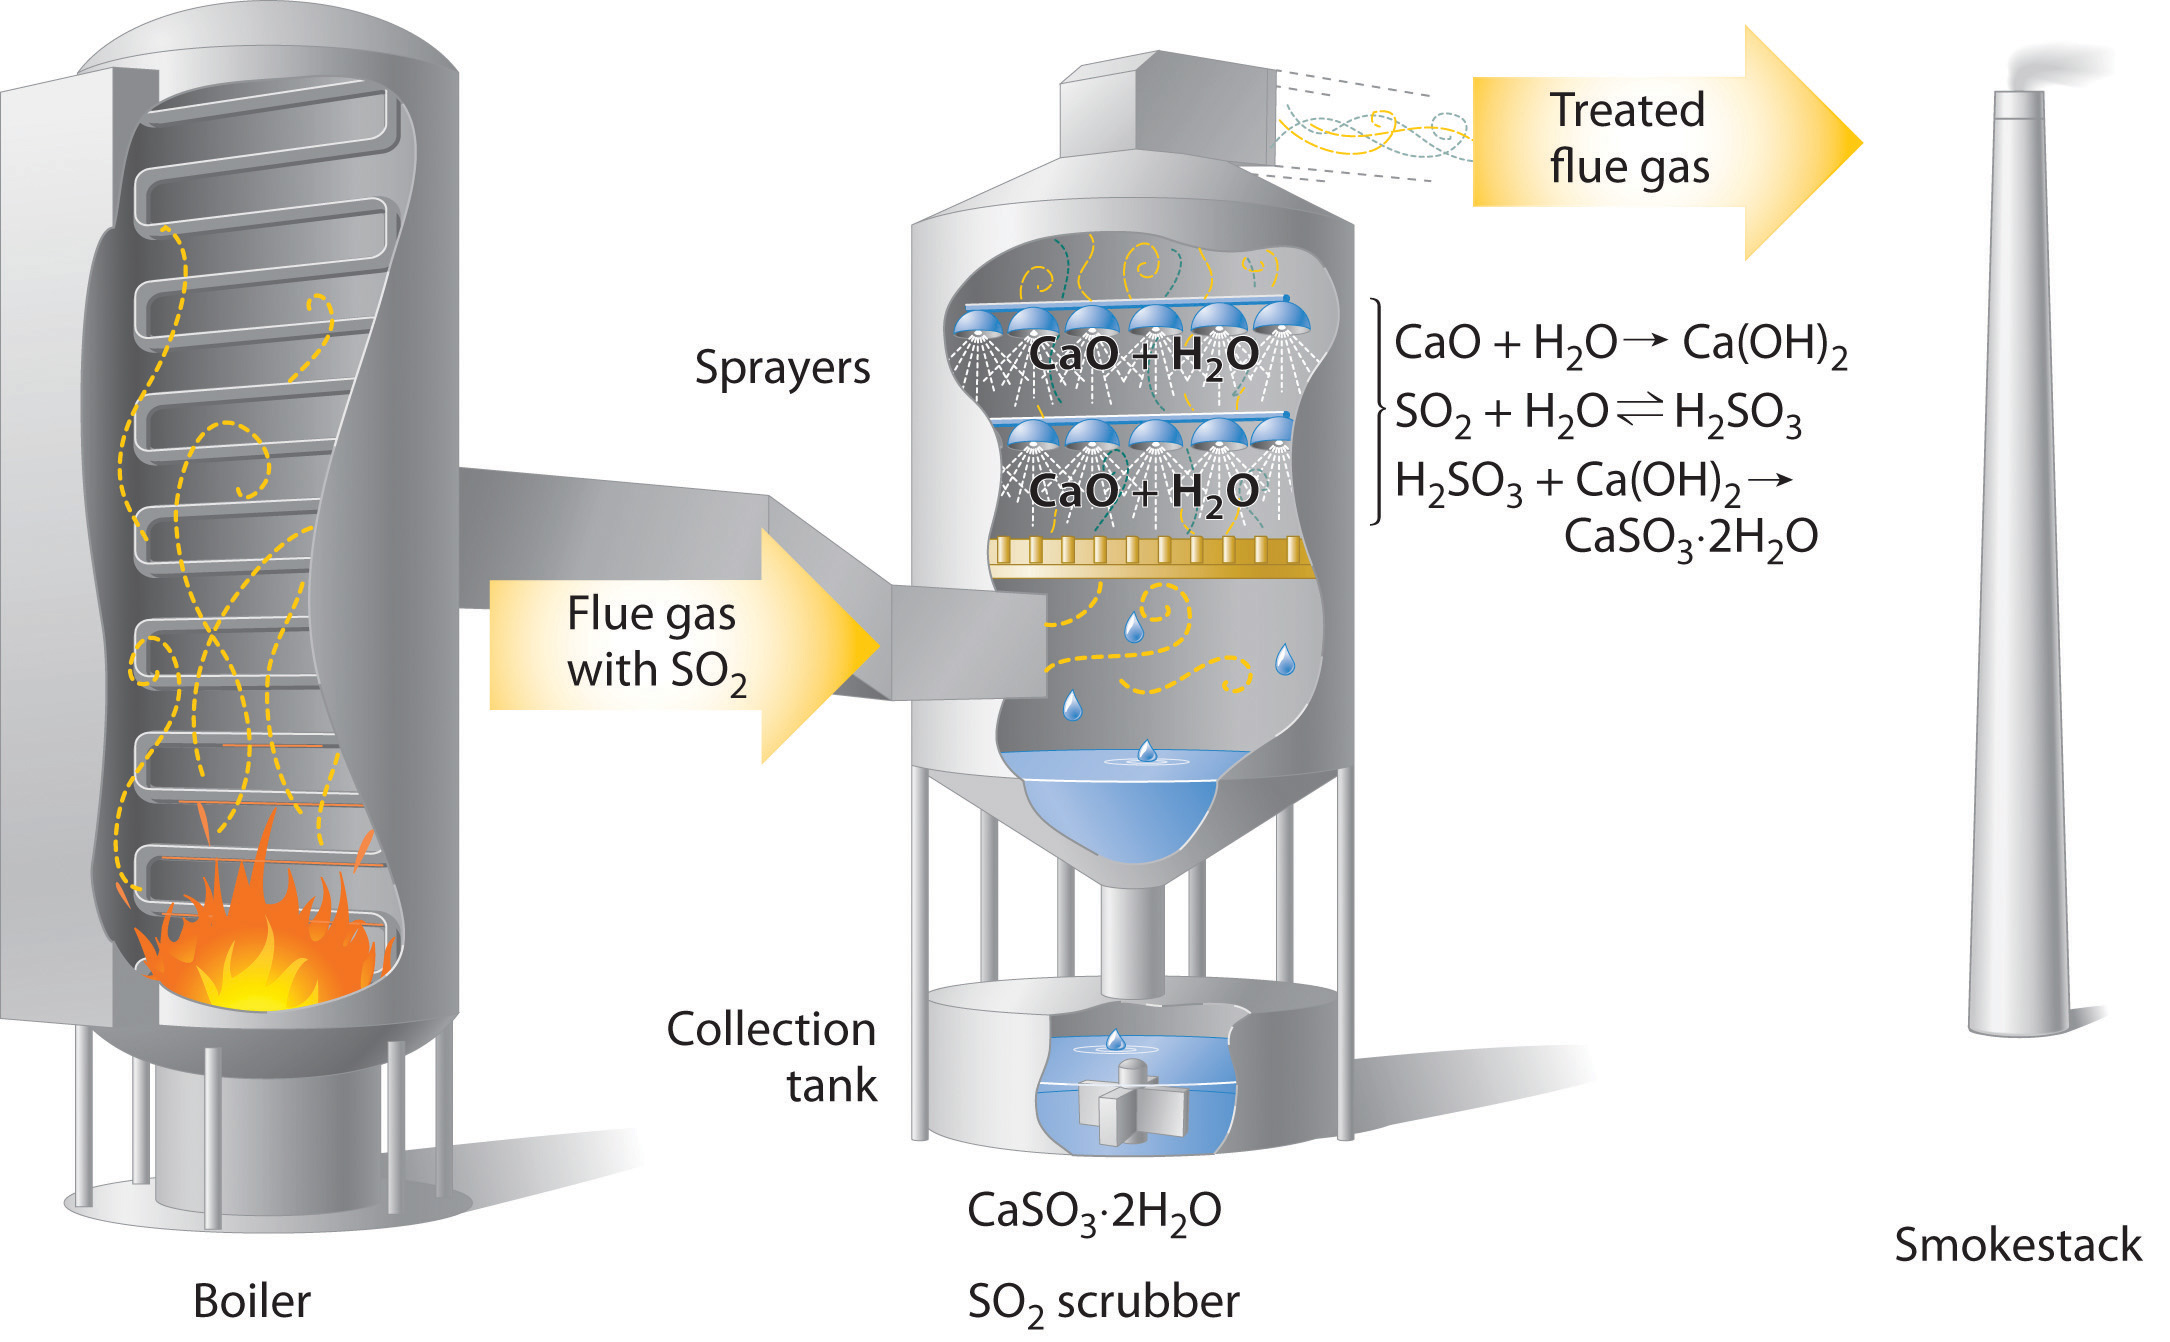 Treated
flue gas
Sprayers
CaO + H₂O
CaO + H₂O
CaO + H₂O → Ca(OH)₂
SO₂ + H₂O ⇌ H₂SO₃
H₂SO₃ + Ca(OH)₂ →
CaSO₃·2H₂O
Flue gas
with SO₂
Collection
tank
CaSO₃·2H₂O
Boiler
SO₂ scrubber
Smokestack